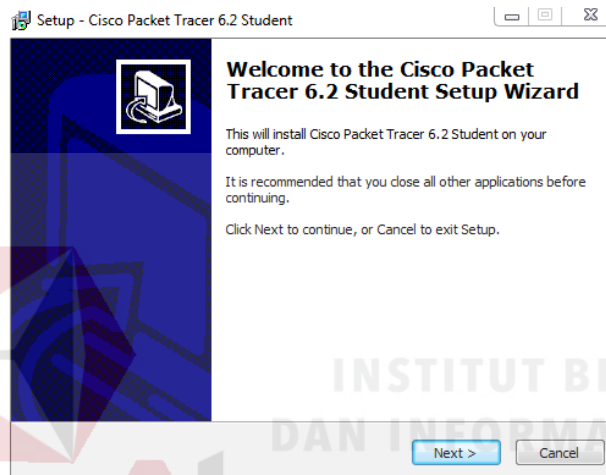 Setup - Cisco Packet Tracer 6.2 Student
Welcome to the Cisco Packet
Tracer 6.2 Student Setup Wizard
This will install Cisco Packet Tracer 6.2 Student on your
computer.
It is recommended that you close all other applications before
continuing.
Click Next to continue, or Cancel to exit Setup.
INSTITUT BI
DAN INFORMA
Next >
Cancel